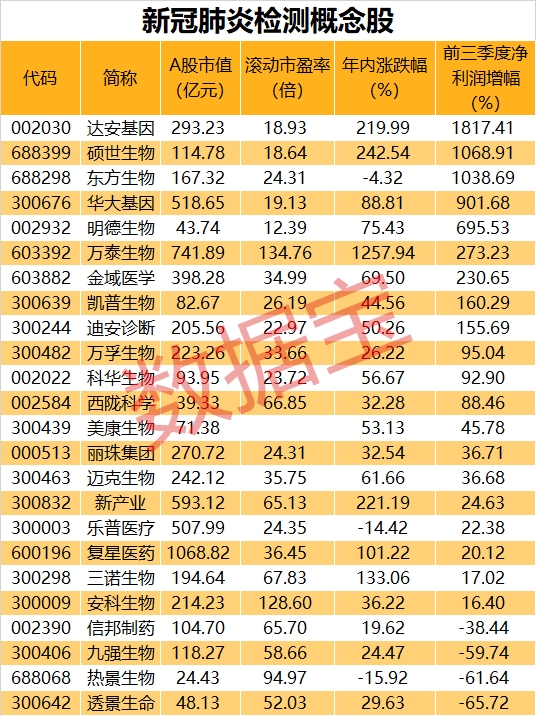 新冠肺炎检测概念股
代码 简称 A股市值（亿元） 滚动市盈率（倍） 年内涨跌幅（%） 前三季度净利润增幅（%）
002030 达安基因 293.23 18.93 219.99 1817.41
688399 硕世生物 114.78 18.64 242.54 1068.91
688298 东方生物 167.32 24.31 -4.32 1038.69
300676 华大基因 518.65 19.13 88.81 901.68
002932 明德生物 43.74 12.39 75.43 695.53
603392 万泰生物 741.89 134.76 1257.94 273.23
603882 金域医学 398.28 34.99 69.50 230.65
300639 凯普生物 82.67 26.19 44.56 160.29
300244 迪安诊断 205.56 22.97 50.26 155.69
300482 万孚生物 223.26 33.66 26.22 95.04
002022 科华生物 93.95 23.72 56.67 92.90
002584 西陇科学 39.33 66.85 32.28 88.46
300439 美康生物 71.38 53.13 45.78
000513 丽珠集团 270.72 24.31 32.54 36.71
300463 迈克生物 242.12 35.75 61.66 36.68
300832 新产业 593.12 65.13 221.19 24.63
300003 乐普医疗 507.99 24.35 -14.42 22.38
600196 复星医药 1068.82 36.45 101.22 20.12
300298 三诺生物 194.64 67.83 133.06 17.02
300009 安科生物 214.23 128.60 36.22 16.40
002390 信邦制药 104.70 65.70 19.62 -38.44
300406 九强生物 118.27 58.66 24.47 -59.74
688068 热景生物 24.43 94.97 -15.92 -61.64
300642 透景生命 48.13 52.03 29.63 -65.72
数据宝